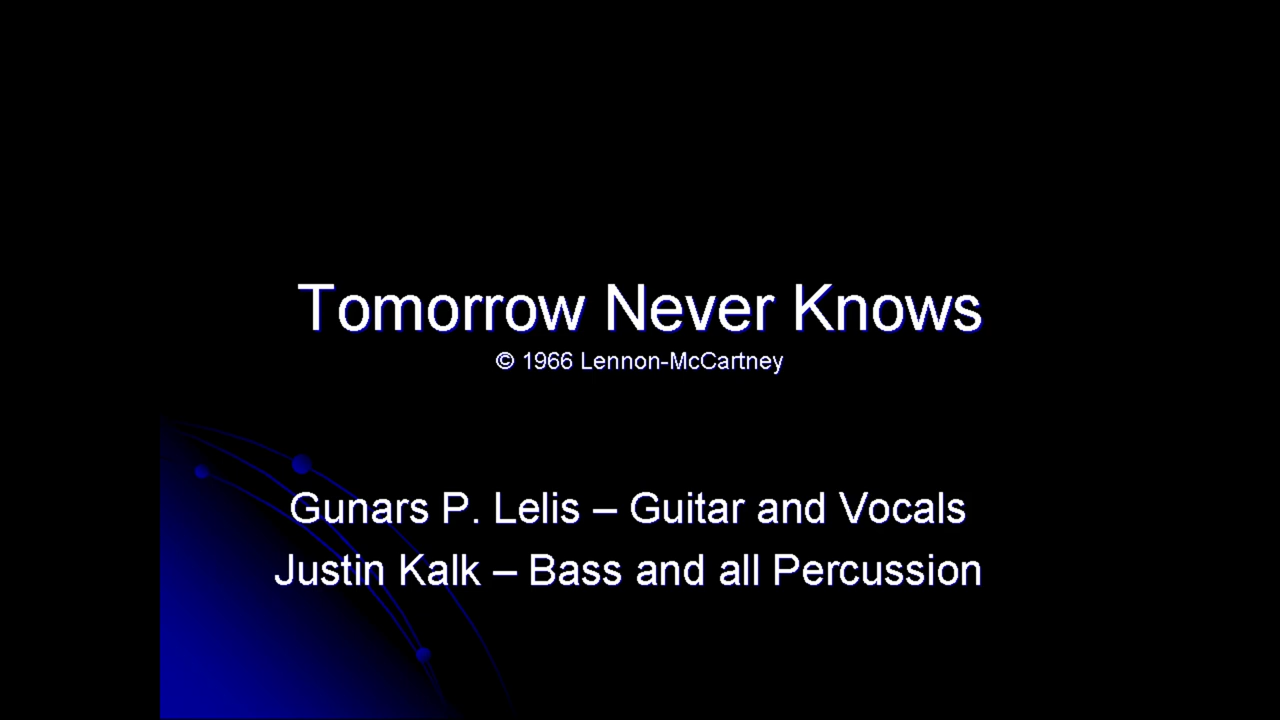 Tomorrow Never Knows
© 1966 Lennon-McCartney
Gunars P. Lelis – Guitar and Vocals
Justin Kalk – Bass and all Percussion